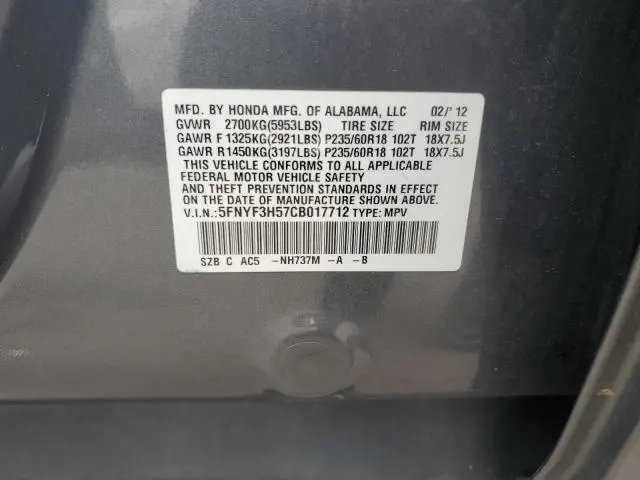 MFD. BY HONDA MFG. OF ALABAMA, LLC 02/'12
GVWR 2700KG(5953LBS) TIRE SIZE RIM SIZE
GAWR F 1325KG(2921LBS) P235/60R18 102T 18X7.5J
GAWR R1450KG(3197LBS) P235/60R18 102T 18X7.5J
THIS VEHICLE CONFORMS TO ALL APPLICABLE
FEDERAL MOTOR VEHICLE SAFETY
AND THEFT PREVENTION STANDARDS IN EFFECT
ON THE DATE OF MANUFACTURE SHOWN ABOVE.
V.I.N.:5FNYF3H57CB017712 TYPE: MPV
SZB C AC5 -NH737M -A -B